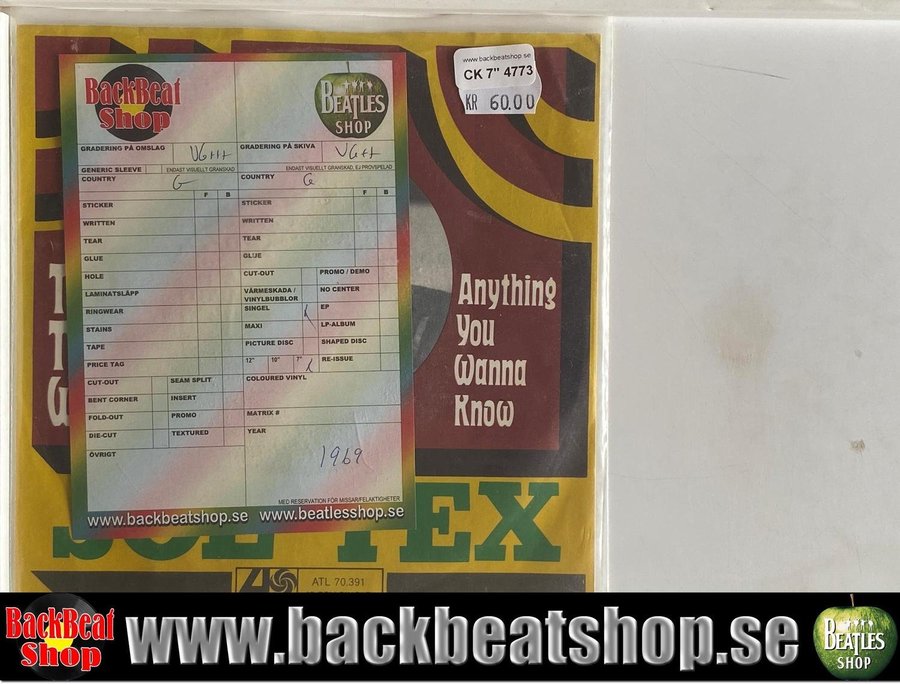 www.backbeatshop.se
CK 7" 4773
KR 60.00
BackBeat
Shop
BEATLES
SHOP
GRADERING PÅ OMSLAG VG+++ GRADERING PÅ SKIVA VG++
GENERIC SLEEVE ENDAST VISUELLT GRANSKAD ENDAST VISUELLT GRANSKAD, EJ PROVSPELAD
COUNTRY G COUNTRY G
F B F B
STICKER STICKER
WRITTEN WRITTEN
TEAR TEAR
GLUE GLUE
HOLE CUT-OUT PROMO / DEMO
LAMINATSLÄPP VÄRMESKADA / VINYLBUBBLOR NO CENTER
RINGWEAR SINGEL EP
STAINS MAXI LP-ALBUM
TAPE PICTURE DISC SHAPED DISC
PRICE TAG 12" 10" 7" RE-ISSUE
CUT-OUT SEAM SPLIT COLOURED VINYL
BENT CORNER INSERT
FOLD-OUT PROMO MATRIX #
DIE-CUT TEXTURED YEAR
ÖVRIGT 1969
MED RESERVATION FÖR MISSAR/FELAKTIGHETER
www.backbeatshop.se www.beatlesshop.se
Anything
You
Wanna
Know
JOE TEX
ATL 70.391
BackBeat
Shop
www.backbeatshop.se
BEATLES
SHOP